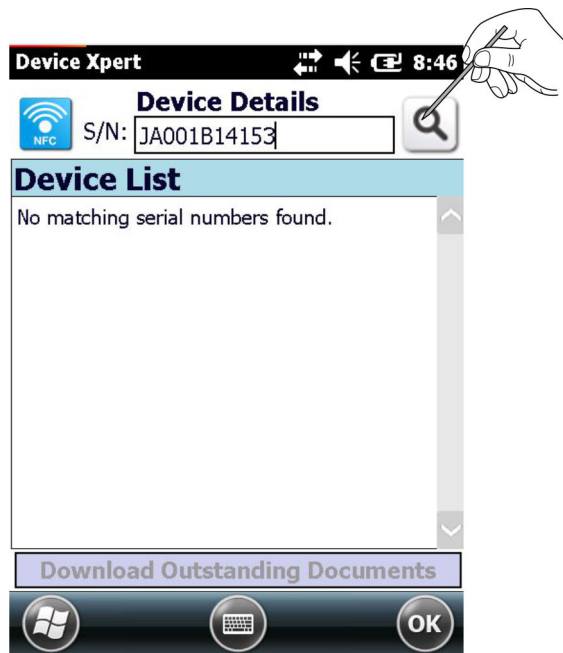 Device Xpert 8:46
Device Details
NFC S/N: JA001B14153
Device List
No matching serial numbers found.
Download Outstanding Documents
OK